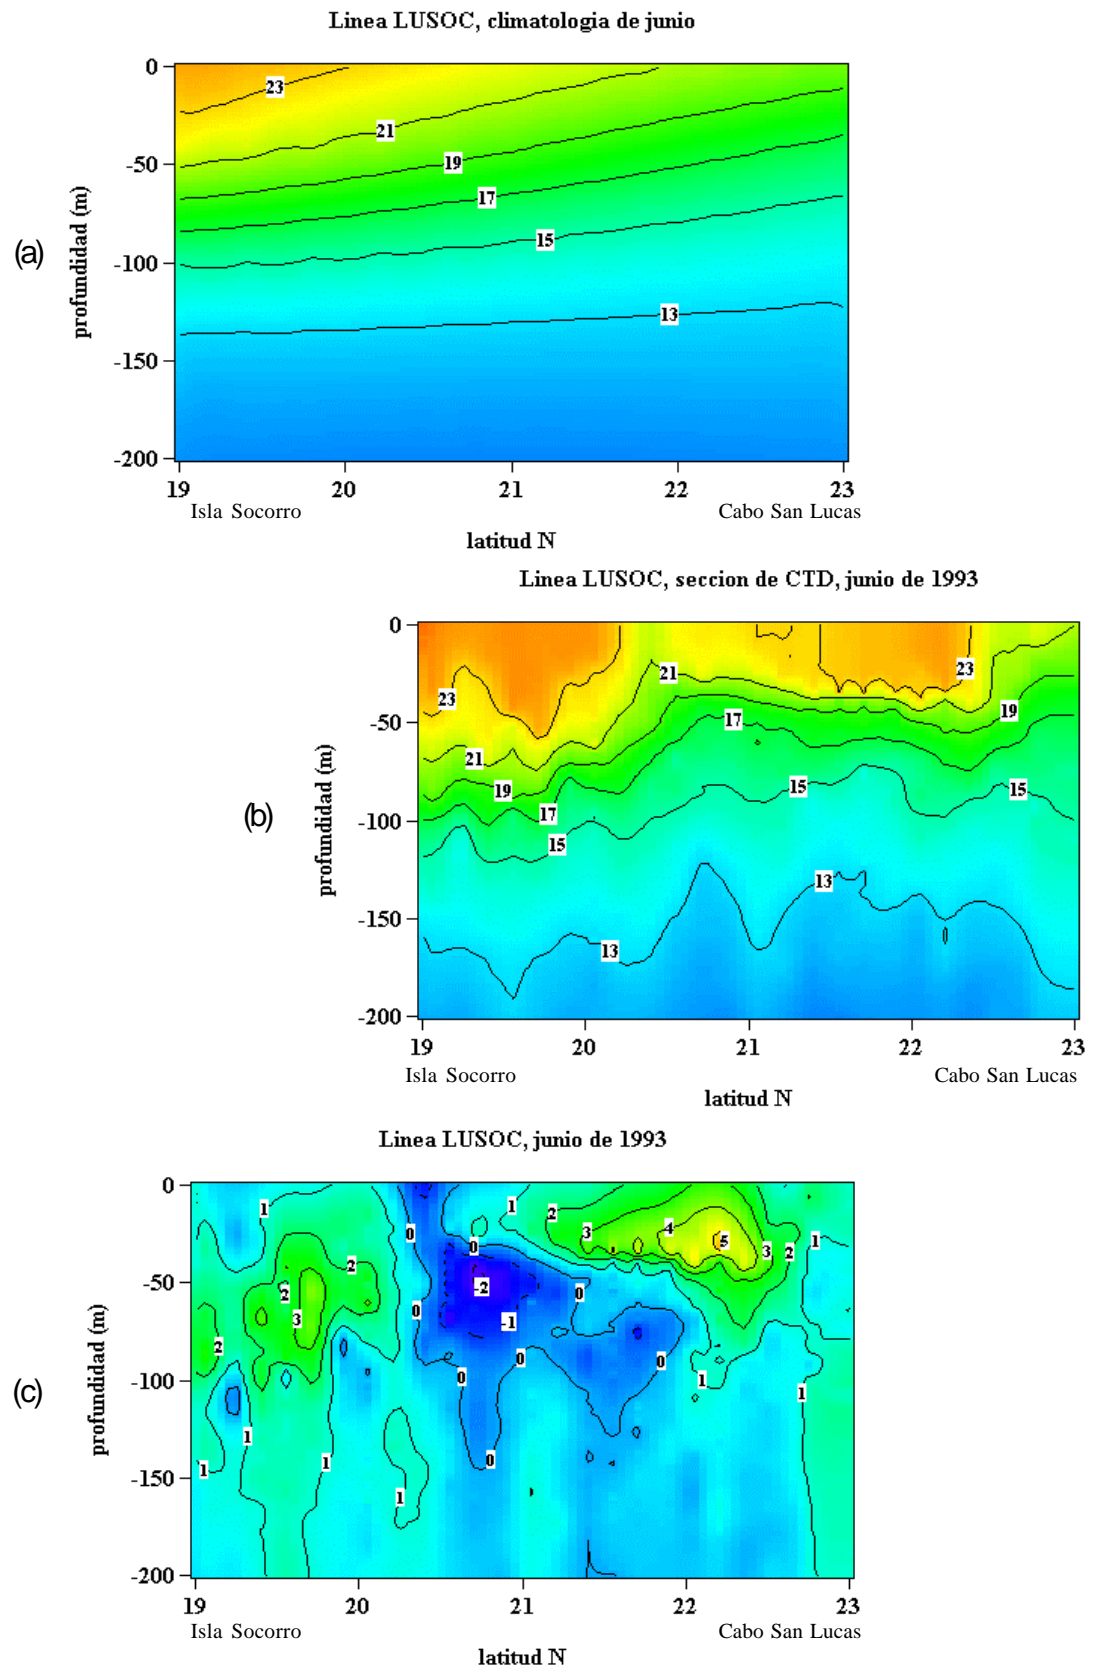 Linea LUSOC, climatologia de junio
0
-50
-100
-150
-200
profundidad (m)
(a)
23
21
19
17
15
13
19 20 21 22 23
Isla Socorro Cabo San Lucas
latitud N
Linea LUSOC, seccion de CTD, junio de 1993
0
-50
-100
-150
-200
profundidad (m)
(b)
23 21 23
19
17
21
19
17
15
15 15
13
13
19 20 21 22 23
Isla Socorro Cabo San Lucas
latitud N
Linea LUSOC, junio de 1993
0
-50
-100
-150
-200
profundidad (m)
(c)
1 1 2
4
0 3 5 3 2 1
0
2
2 -2 0
3 0 -1
2 0 0
0 1 1
1
1 1 0
1
19 20 21 22 23
Isla Socorro Cabo San Lucas
latitud N